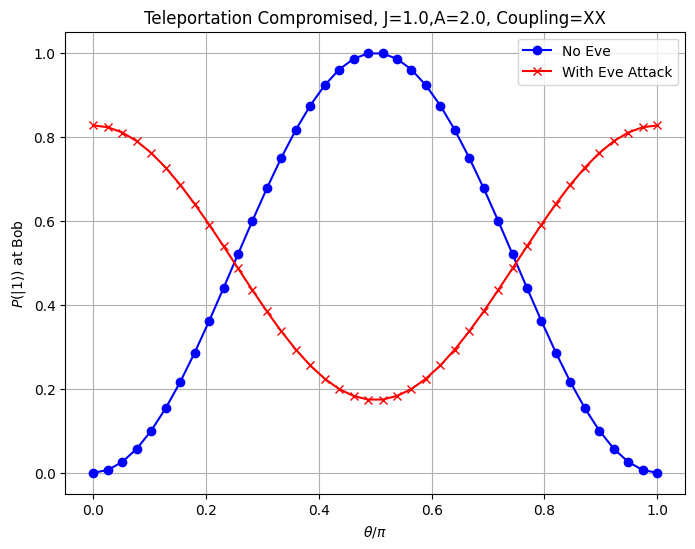 Teleportation Compromised, J=1.0,A=2.0, Coupling=XX
No Eve
With Eve Attack
P(|1⟩) at Bob
1.0
0.8
0.6
0.4
0.2
0.0
0.0 0.2 0.4 0.6 0.8 1.0
θ/π